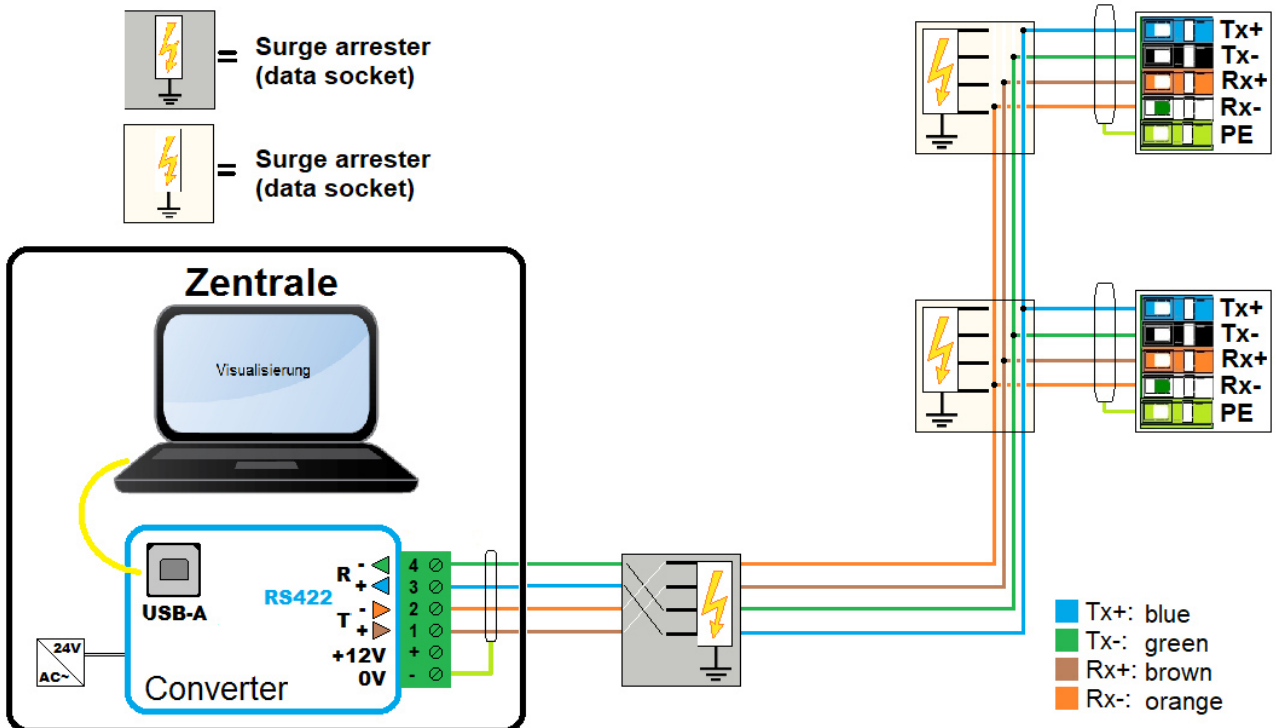 = Surge arrester
(data socket)
= Surge arrester
(data socket)
Tx+
Tx-
Rx+
Rx-
PE
Tx+
Tx-
Rx+
Rx-
PE
Zentrale
Visualisierung
USB-A
RS422
R - 4
+ 3
T - 2
+ 1
+12V +
0V -
24V
AC~
Converter
Tx+: blue
Tx-: green
Rx+: brown
Rx-: orange